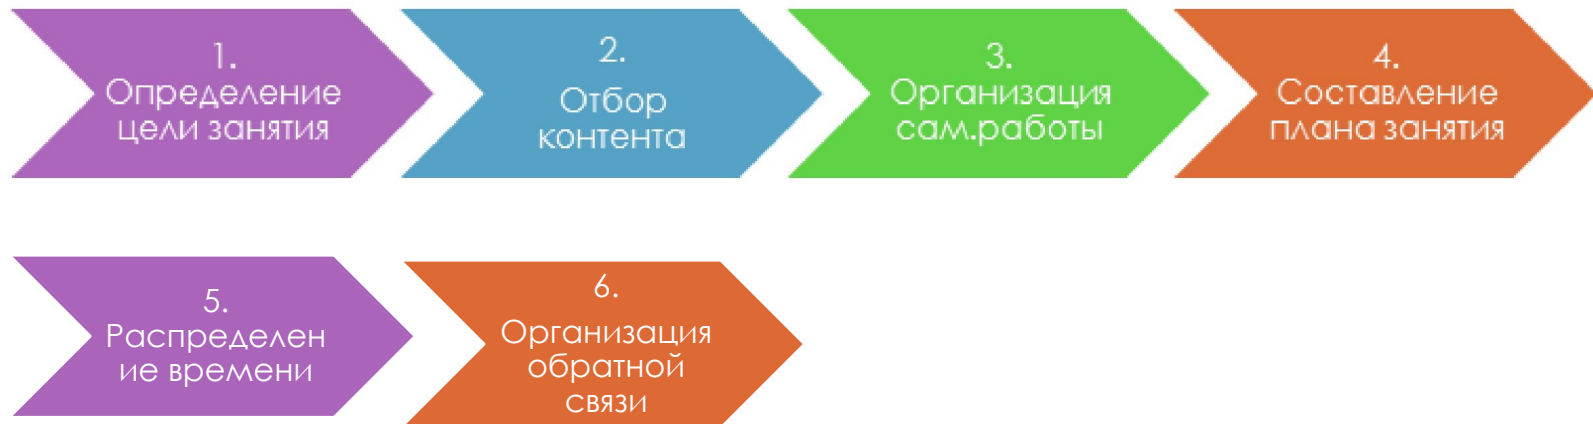 1.
Определение
цели занятия
2.
Отбор
контента
3.
Организация
сам.работы
4.
Составление
плана занятия
5.
Распределен
ие времени
6.
Организация
обратной
связи